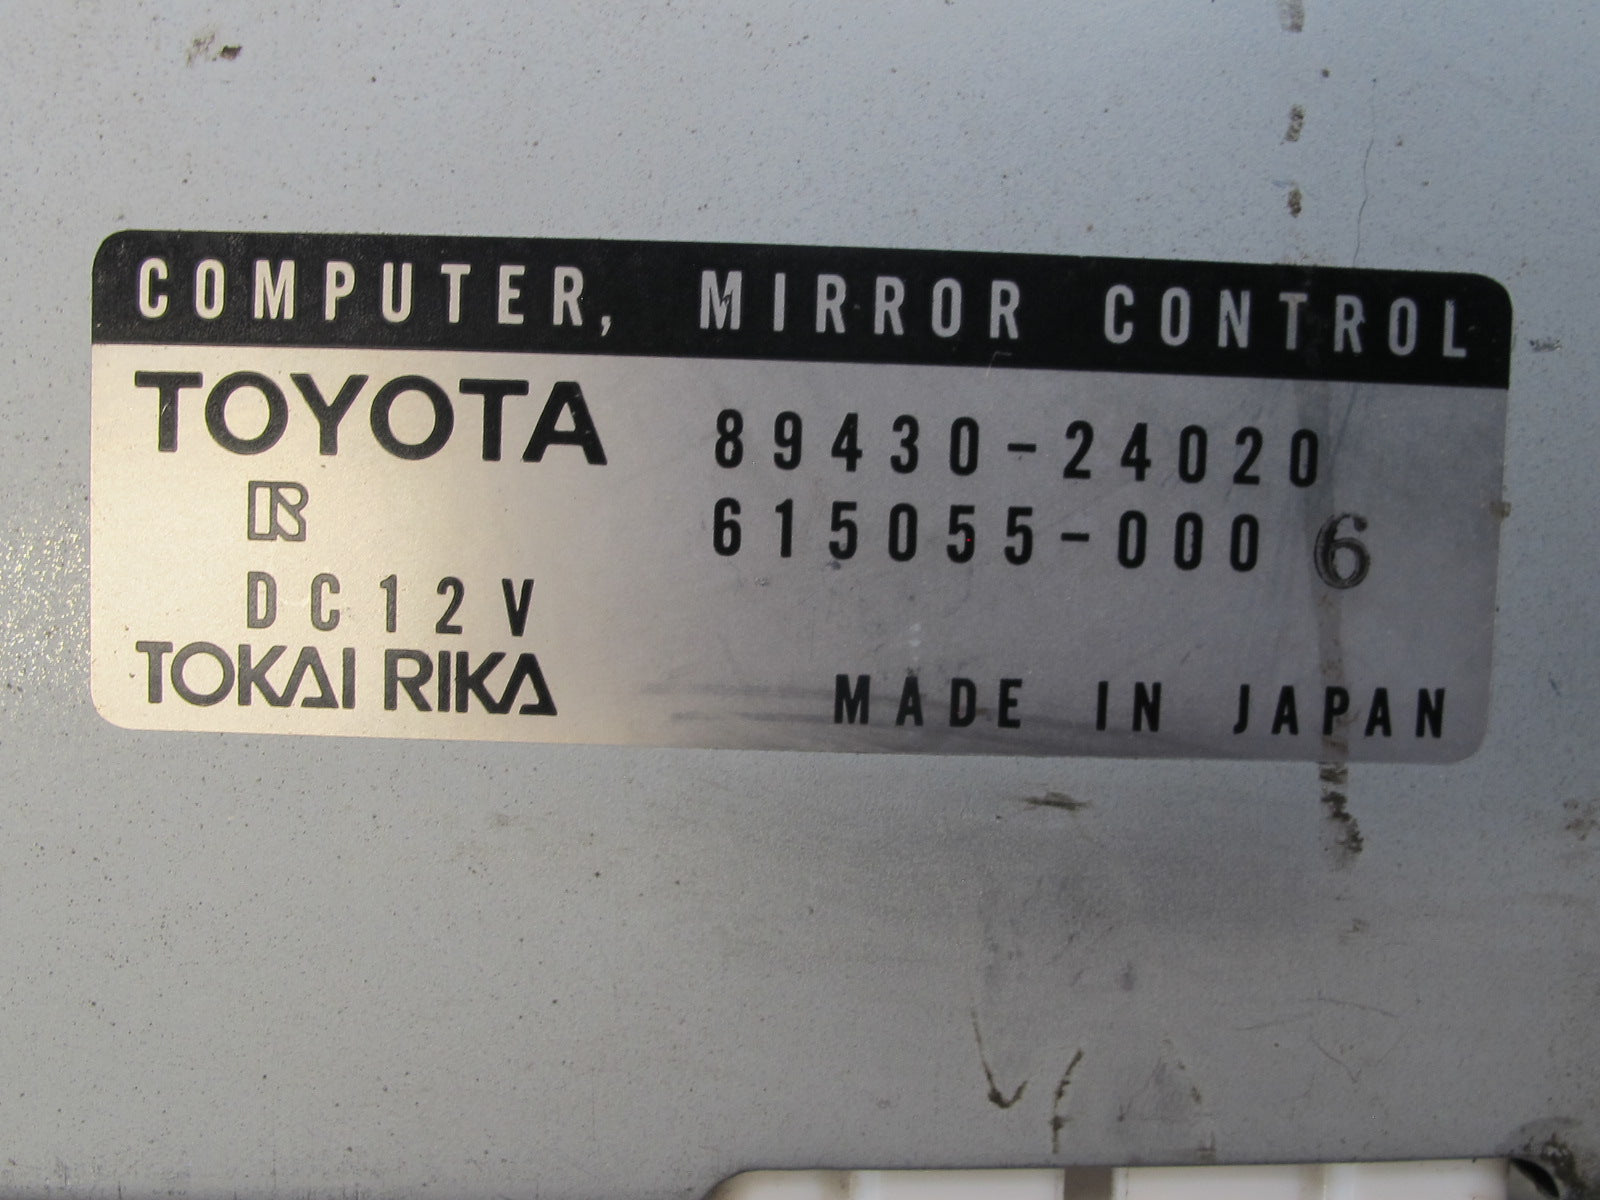 COMPUTER, MIRROR CONTROL
TOYOTA 89430-24020
R 615055-0006
DC12V
TOKAI RIKA MADE IN JAPAN